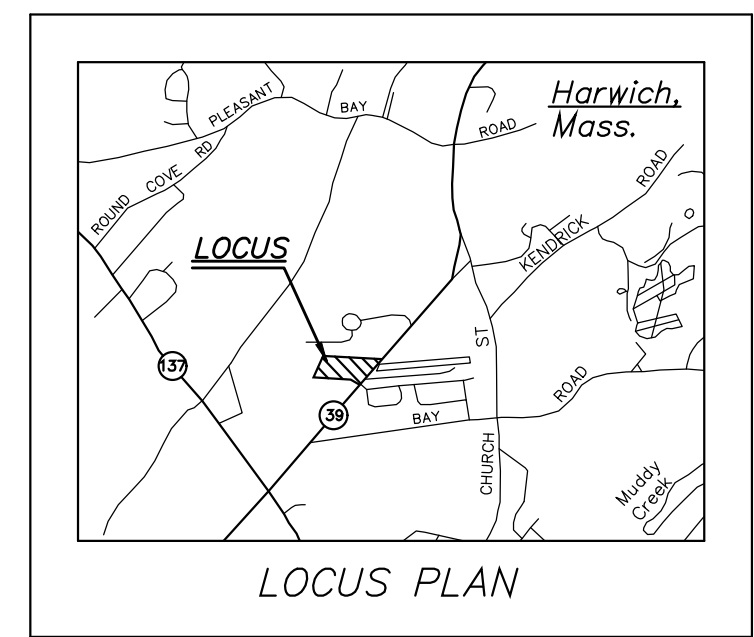 Harwich,
Mass.
PLEASANT
BAY
ROAD
ROUND
COVE
RD
ROAD
KENDRICK
LOCUS
137
ST
39
BAY
ROAD
CHURCH
Muddy
Creek
LOCUS PLAN